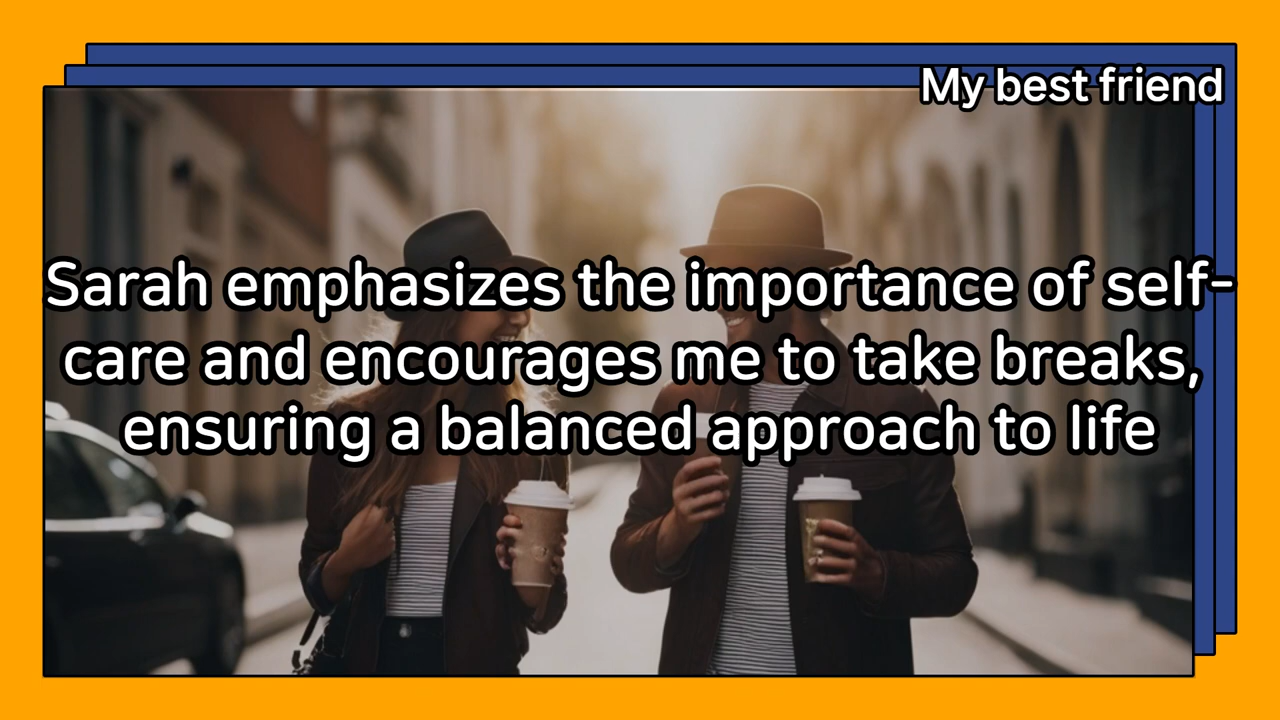 My best friend
Sarah emphasizes the importance of self-
care and encourages me to take breaks,
ensuring a balanced approach to life